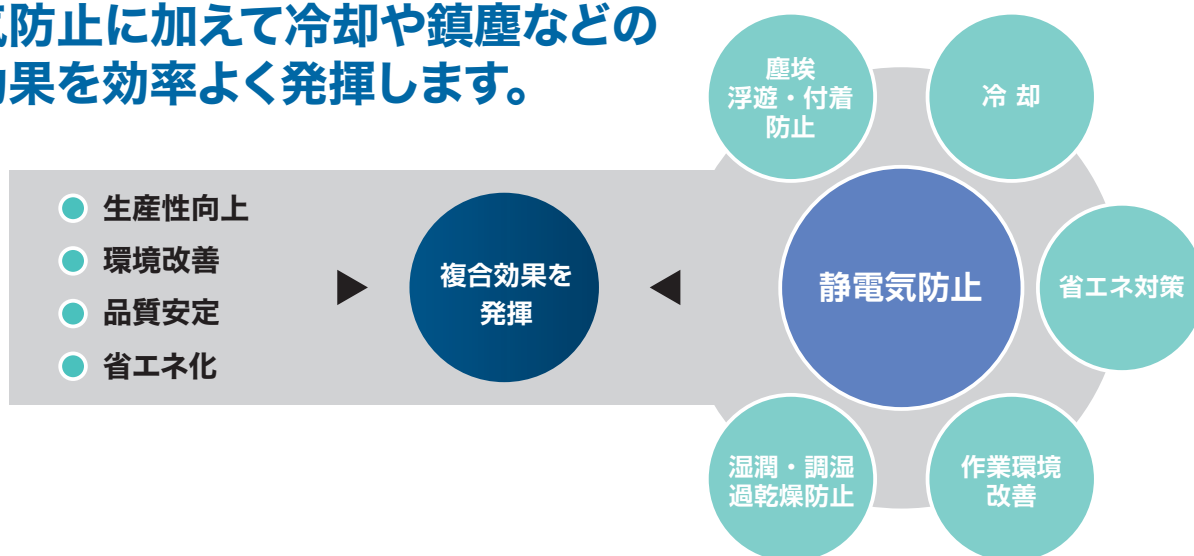 気防止に加えて冷却や鎮塵などの
効果を効率よく発揮します。
生産性向上
環境改善
品質安定
省エネ化
複合効果を
発揮
静電気防止
塵埃
浮遊・付着
防止
冷 却
省エネ対策
作業環境
改善
湿潤・調湿
過乾燥防止